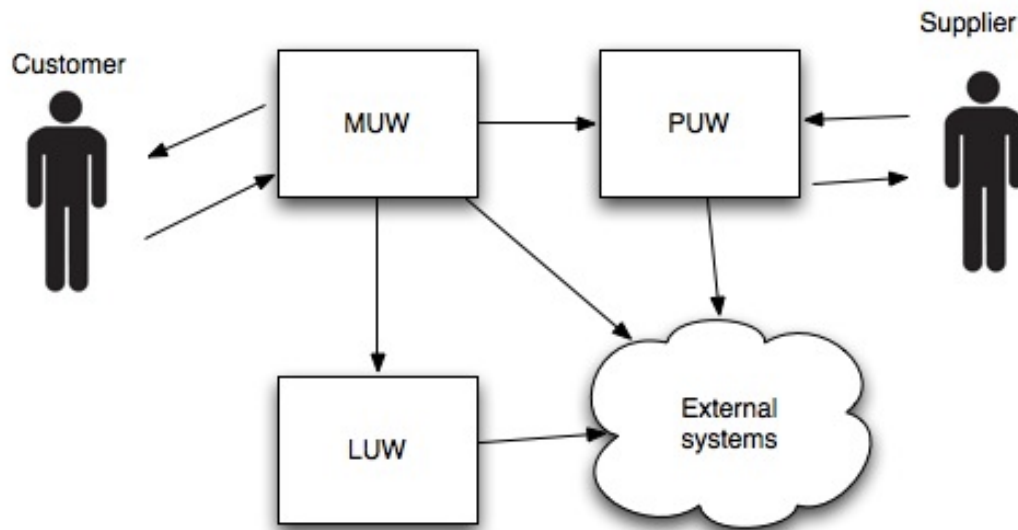 Supplier
Customer
MUW
PUW
LUW
External
systems